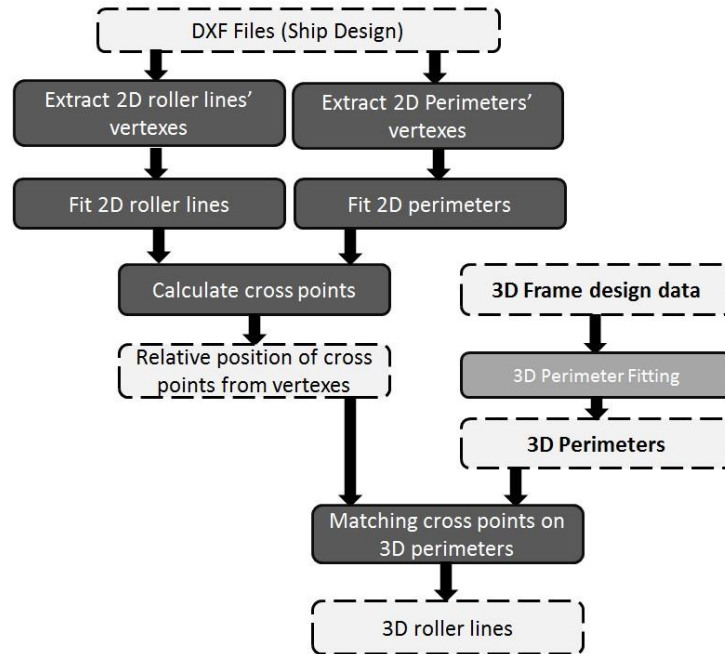 DXF Files (Ship Design)
Extract 2D roller lines'
vertexes
Extract 2D Perimeters'
vertexes
Fit 2D roller lines
Fit 2D perimeters
Calculate cross points
3D Frame design data
Relative position of cross
points from vertexes
3D Perimeter Fitting
3D Perimeters
Matching cross points on
3D perimeters
3D roller lines